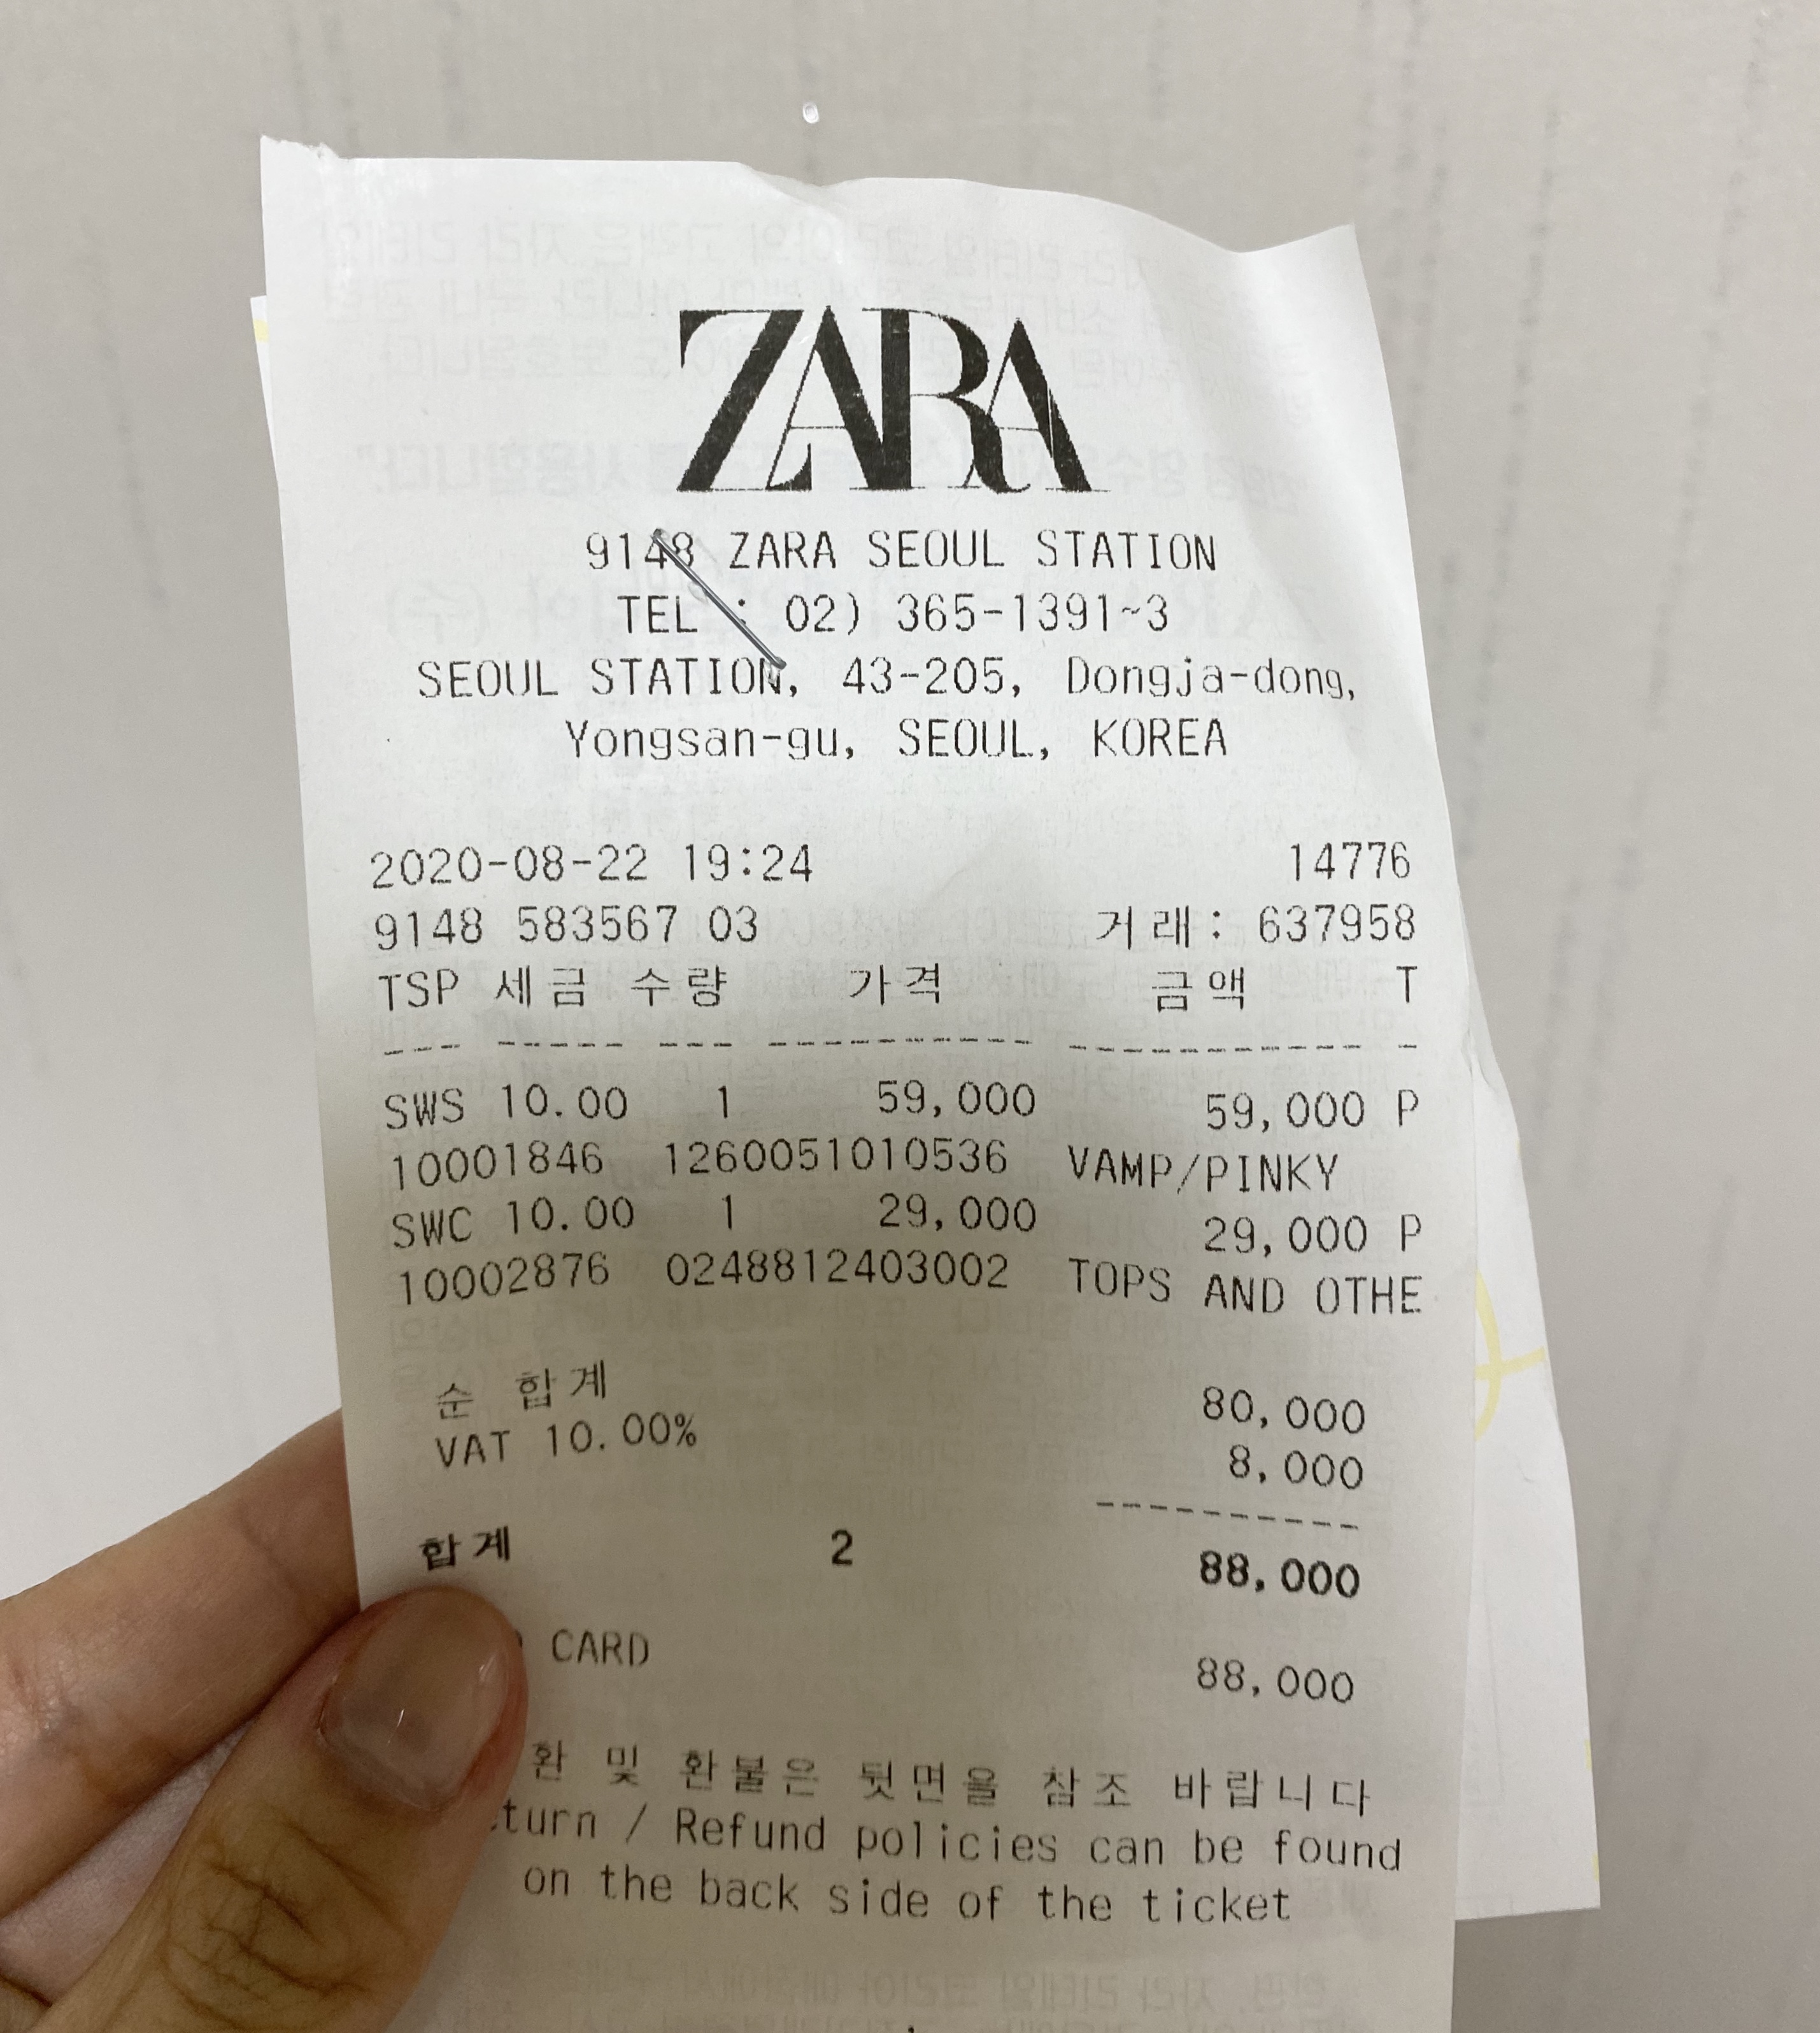 ZARA
9148 ZARA SEOUL STATION
TEL : 02) 365-1391~3
SEOUL STATION, 43-205, Dongja-dong,
Yongsan-gu, SEOUL, KOREA
2020-08-22 19:24 14776
9148 583567 03 거래: 637958
TSP 세금 수량 가격 금액 T
--- ----- --- ---------- ----------- -
SWS 10.00 1 59,000 59,000 P
10001846 1260051010536 VAMP/PINKY
SWC 10.00 1 29,000 29,000 P
10002876 0248812403002 TOPS AND OTHE
순 합계 80,000
VAT 10.00% 8,000
----------
합계 2 88,000
CARD 88,000
환 및 환불은 뒷면을 참조 바랍니다
turn / Refund policies can be found
on the back side of the ticket